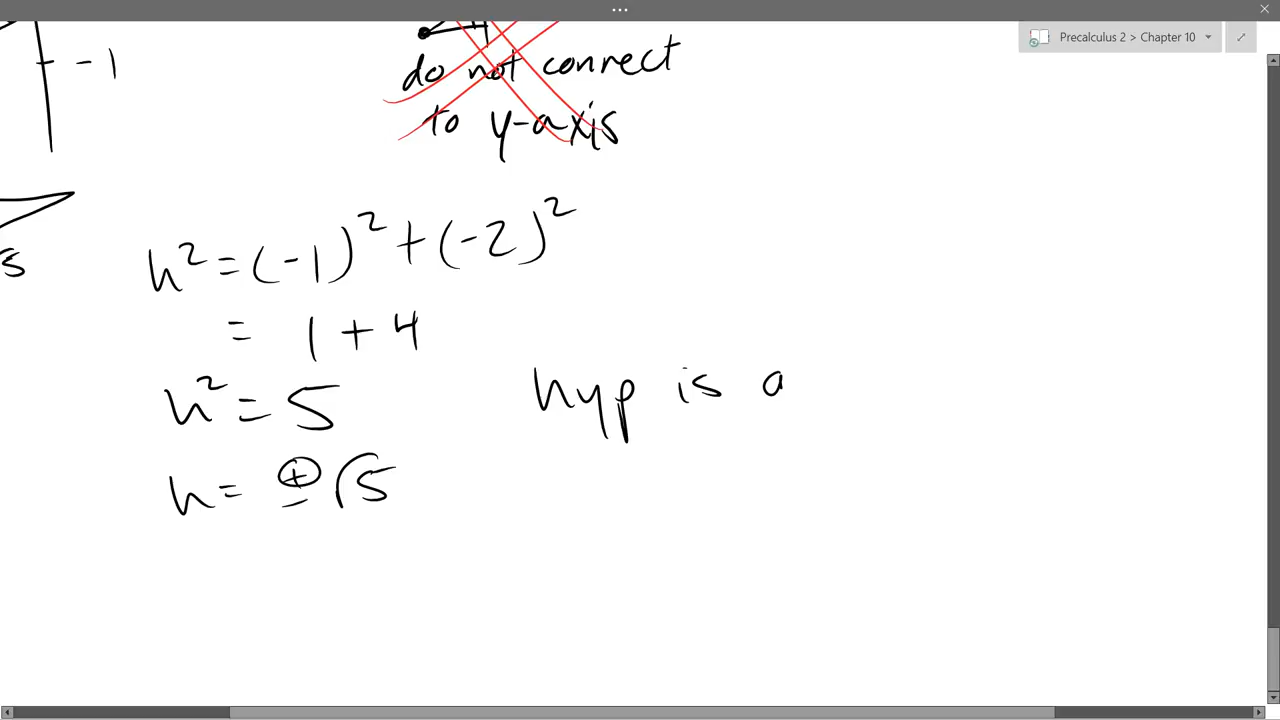 ...
Precalculus 2 > Chapter 10
-1
do not connect
to y-axis
h² = (-1)² + (-2)²
= 1 + 4
5
h² = 5
hyp is a
h = ±√5